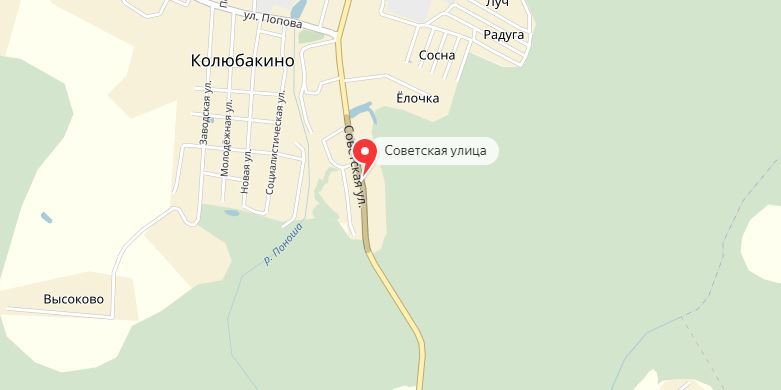 Луч
ул. Попова
Радуга
Сосна
Колюбакино
Ёлочка
Заводская ул.
Молодёжная ул.
Новая ул.
Социалистическая ул.
Советская ул.
Советская улица
р. Поноша
Высоково